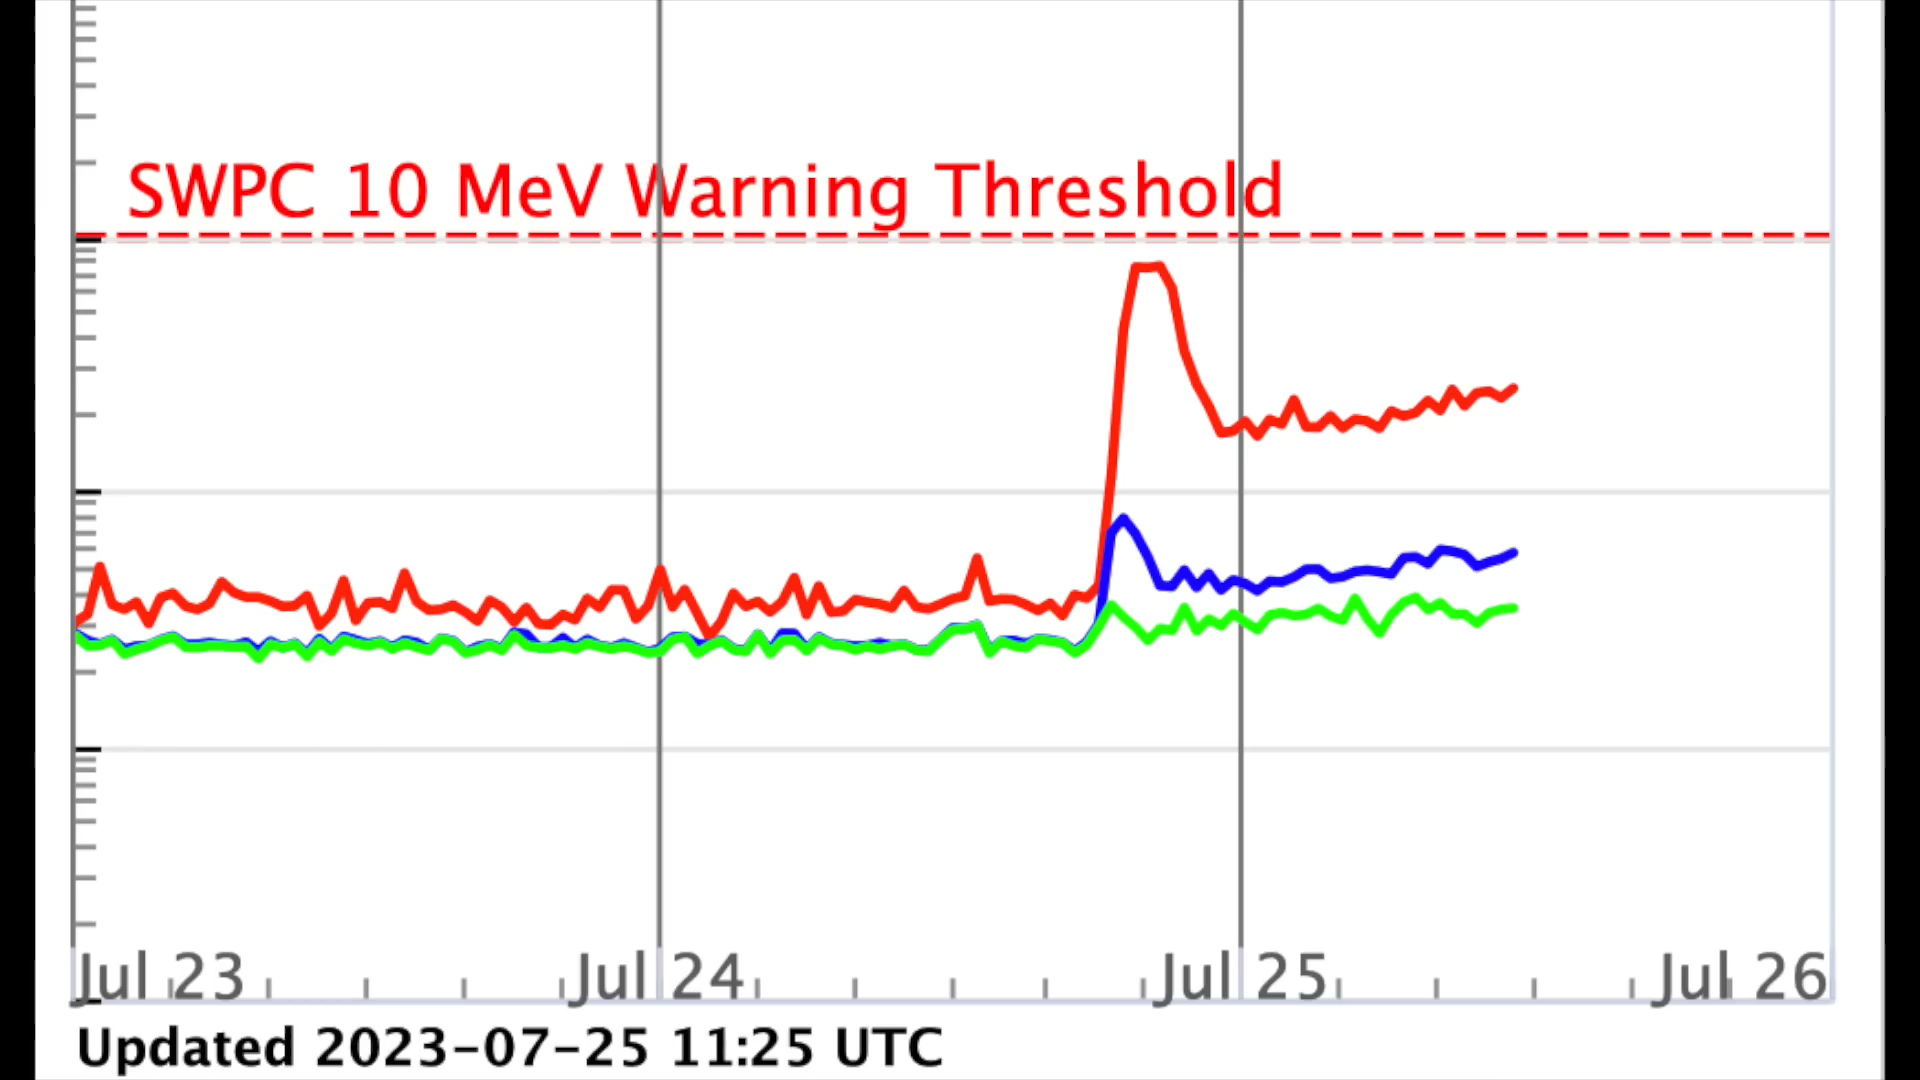 SWPC 10 MeV Warning Threshold
Jul 23 Jul 24 Jul 25 Jul 26
Updated 2023-07-25 11:25 UTC